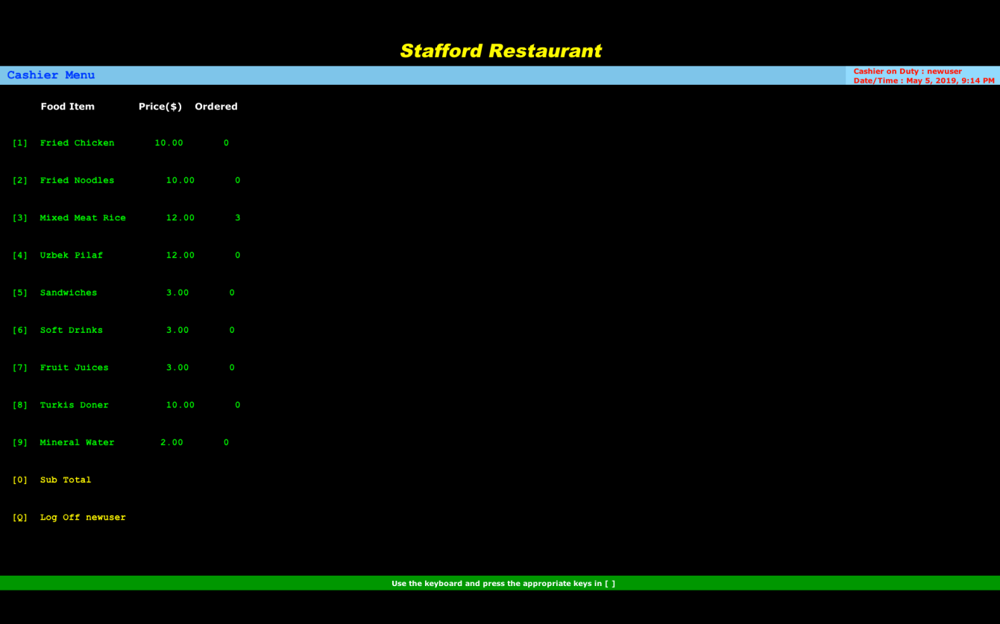 Stafford Restaurant
Cashier Menu
Cashier on Duty : newuser
Date/Time : May 5, 2019, 9:14 PM
Food Item Price($) Ordered
[1] Fried Chicken 10.00 0
[2] Fried Noodles 10.00 0
[3] Mixed Meat Rice 12.00 3
[4] Uzbek Pilaf 12.00 0
[5] Sandwiches 3.00 0
[6] Soft Drinks 3.00 0
[7] Fruit Juices 3.00 0
[8] Turkis Doner 10.00 0
[9] Mineral Water 2.00 0
[0] Sub Total
[Q] Log Off newuser
Use the keyboard and press the appropriate keys in [ ]